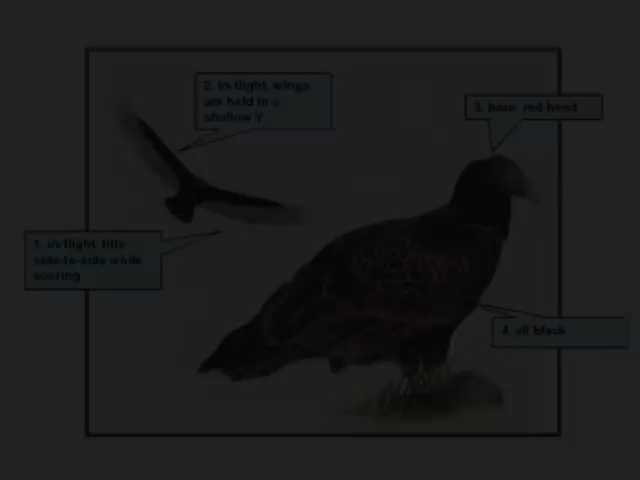 2. in-flight, wings
are held in a
shallow V
3. bare, red head
1. in-flight, tilts
side-to-side while
soaring
4. all black